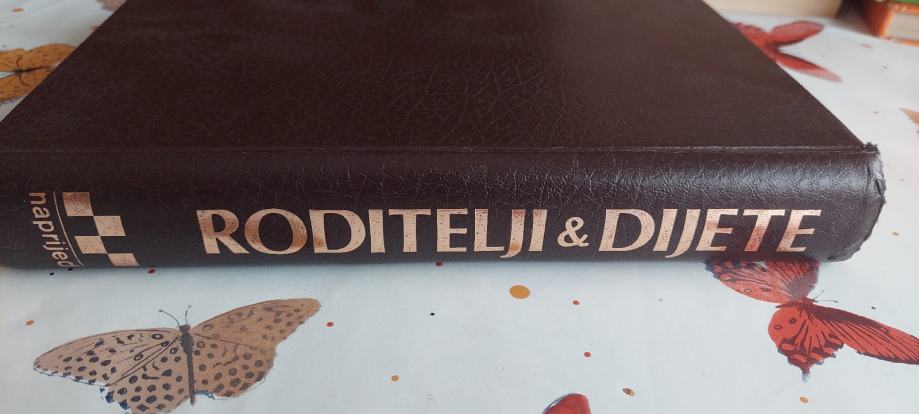 naprijed
RODITELJI & DIJETE